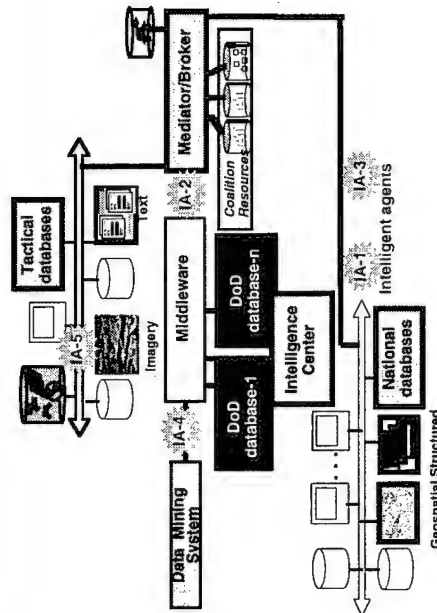 Tactical
databases
Text
IA-5
Imagery
Mediator/Broker
IA-2
Coalition
Resources
Middleware
IA-4
Data Mining
System
DoD
database-1
DoD
database-n
Intelligence
Center
IA-1
IA-3
Intelligent agents
National
databases
Geospatial
Structured